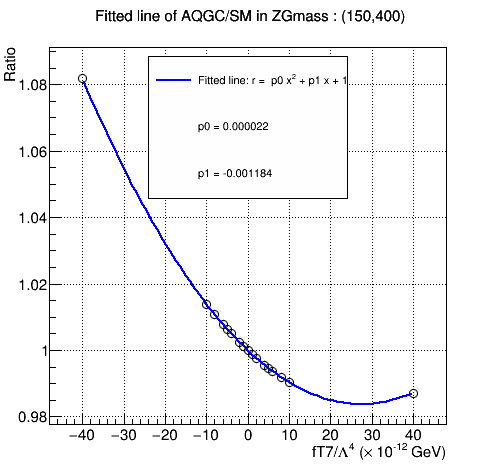 Fitted line of AQGC/SM in ZGmass : (150,400)
Ratio
1.08
1.06
1.04
1.02
1
0.98
Fitted line: r = p0 x² + p1 x + 1
p0 = 0.000022
p1 = -0.001184
−40 −30 −20 −10 0 10 20 30 40
fT7/Λ⁴ (× 10⁻¹² GeV)